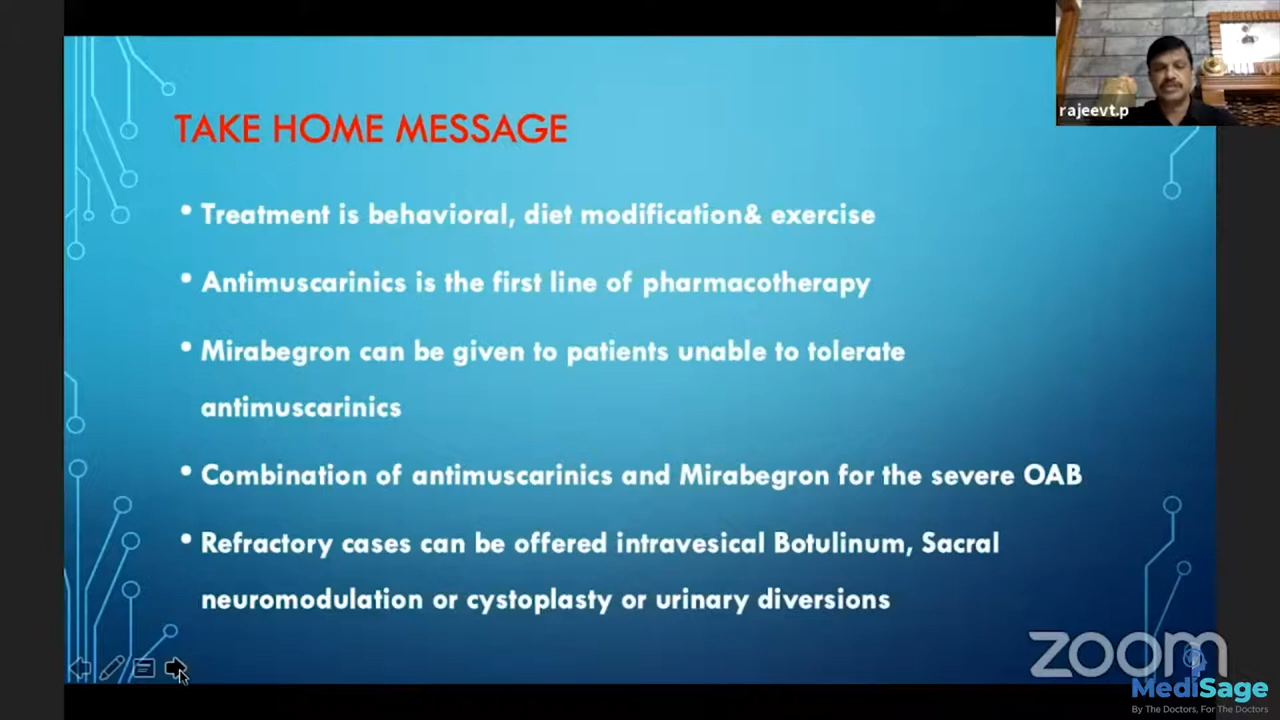 rajeevt.p
TAKE HOME MESSAGE
• Treatment is behavioral, diet modification& exercise
• Antimuscarinics is the first line of pharmacotherapy
• Mirabegron can be given to patients unable to tolerate
antimuscarinics
• Combination of antimuscarinics and Mirabegron for the severe OAB
• Refractory cases can be offered intravesical Botulinum, Sacral
neuromodulation or cystoplasty or urinary diversions
zoom
MediSage
By The Doctors, For The Doctors